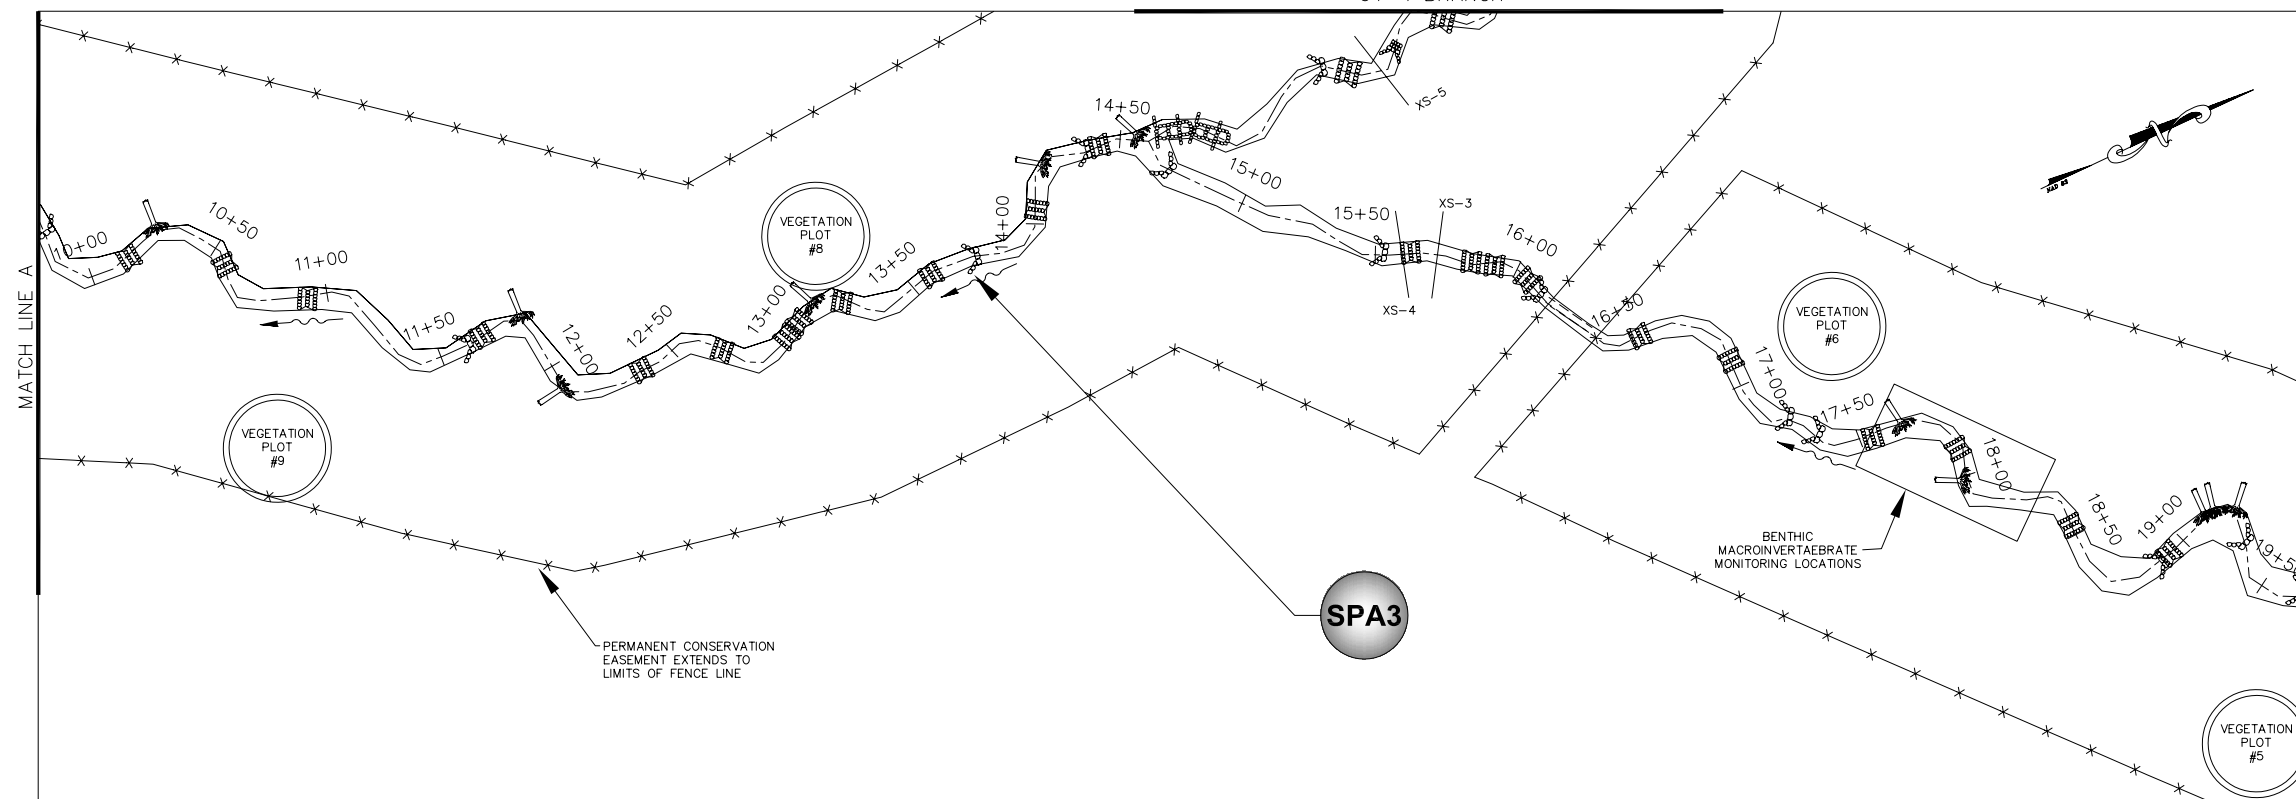 MATCH LINE A
10+00
10+50
11+00
11+50
12+00
12+50
13+00
13+50
14+00
14+50
15+00
15+50
16+00
16+50
17+00
17+50
18+00
18+50
19+00
XS-5
XS-3
XS-4
NAD 83
VEGETATION
PLOT
#8
VEGETATION
PLOT
#6
VEGETATION
PLOT
#9
VEGETATION
PLOT
#5
BENTHIC
MACROINVERTAEBRATE
MONITORING LOCATIONS
SPA3
PERMANENT CONSERVATION
EASEMENT EXTENDS TO
LIMITS OF FENCE LINE